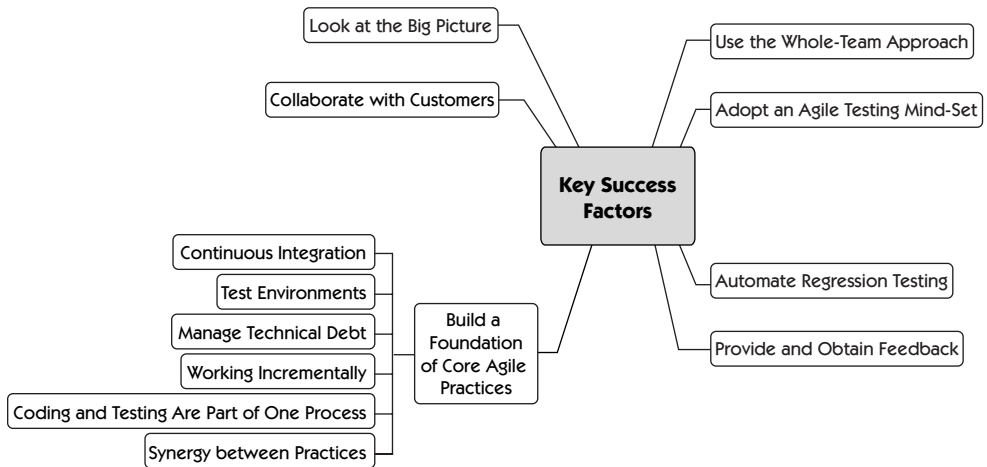 Look at the Big Picture
Use the Whole-Team Approach
Collaborate with Customers
Adopt an Agile Testing Mind-Set
Key Success
Factors
Continuous Integration
Test Environments
Manage Technical Debt
Working Incrementally
Coding and Testing Are Part of One Process
Synergy between Practices
Build a
Foundation
of Core Agile
Practices
Automate Regression Testing
Provide and Obtain Feedback